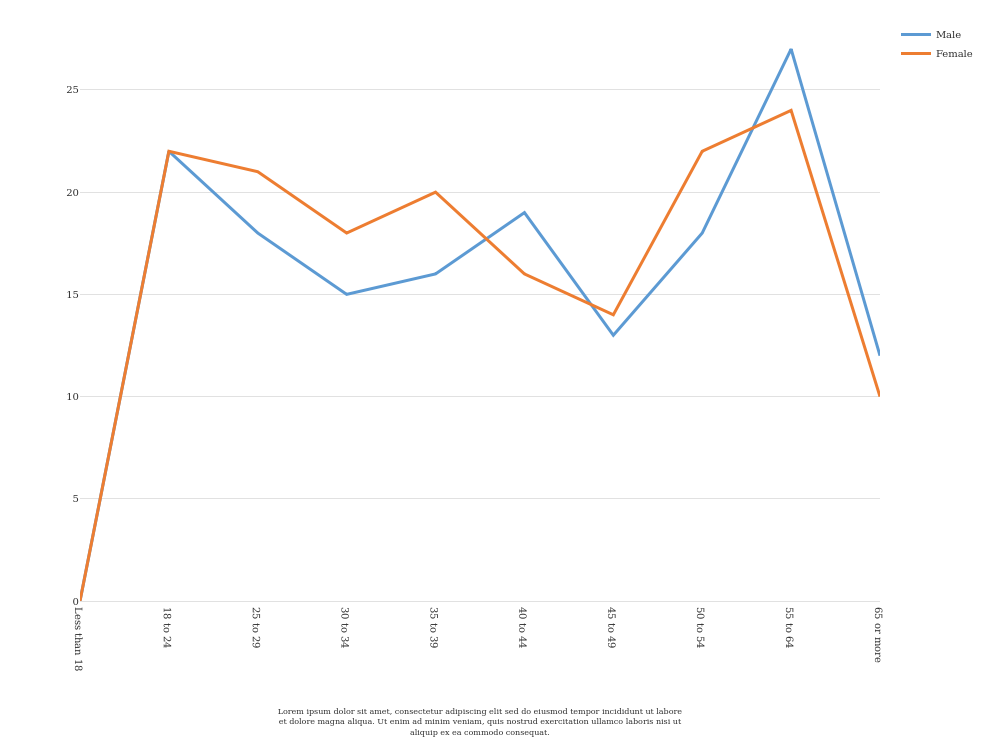 Male
Female
25
20
15
10
5
0
Less than 18
18 to 24
25 to 29
30 to 34
35 to 39
40 to 44
45 to 49
50 to 54
55 to 64
65 or more
Lorem ipsum dolor sit amet, consectetur adipiscing elit sed do eiusmod tempor incididunt ut labore
et dolore magna aliqua. Ut enim ad minim veniam, quis nostrud exercitation ullamco laboris nisi ut
aliquip ex ea commodo consequat.